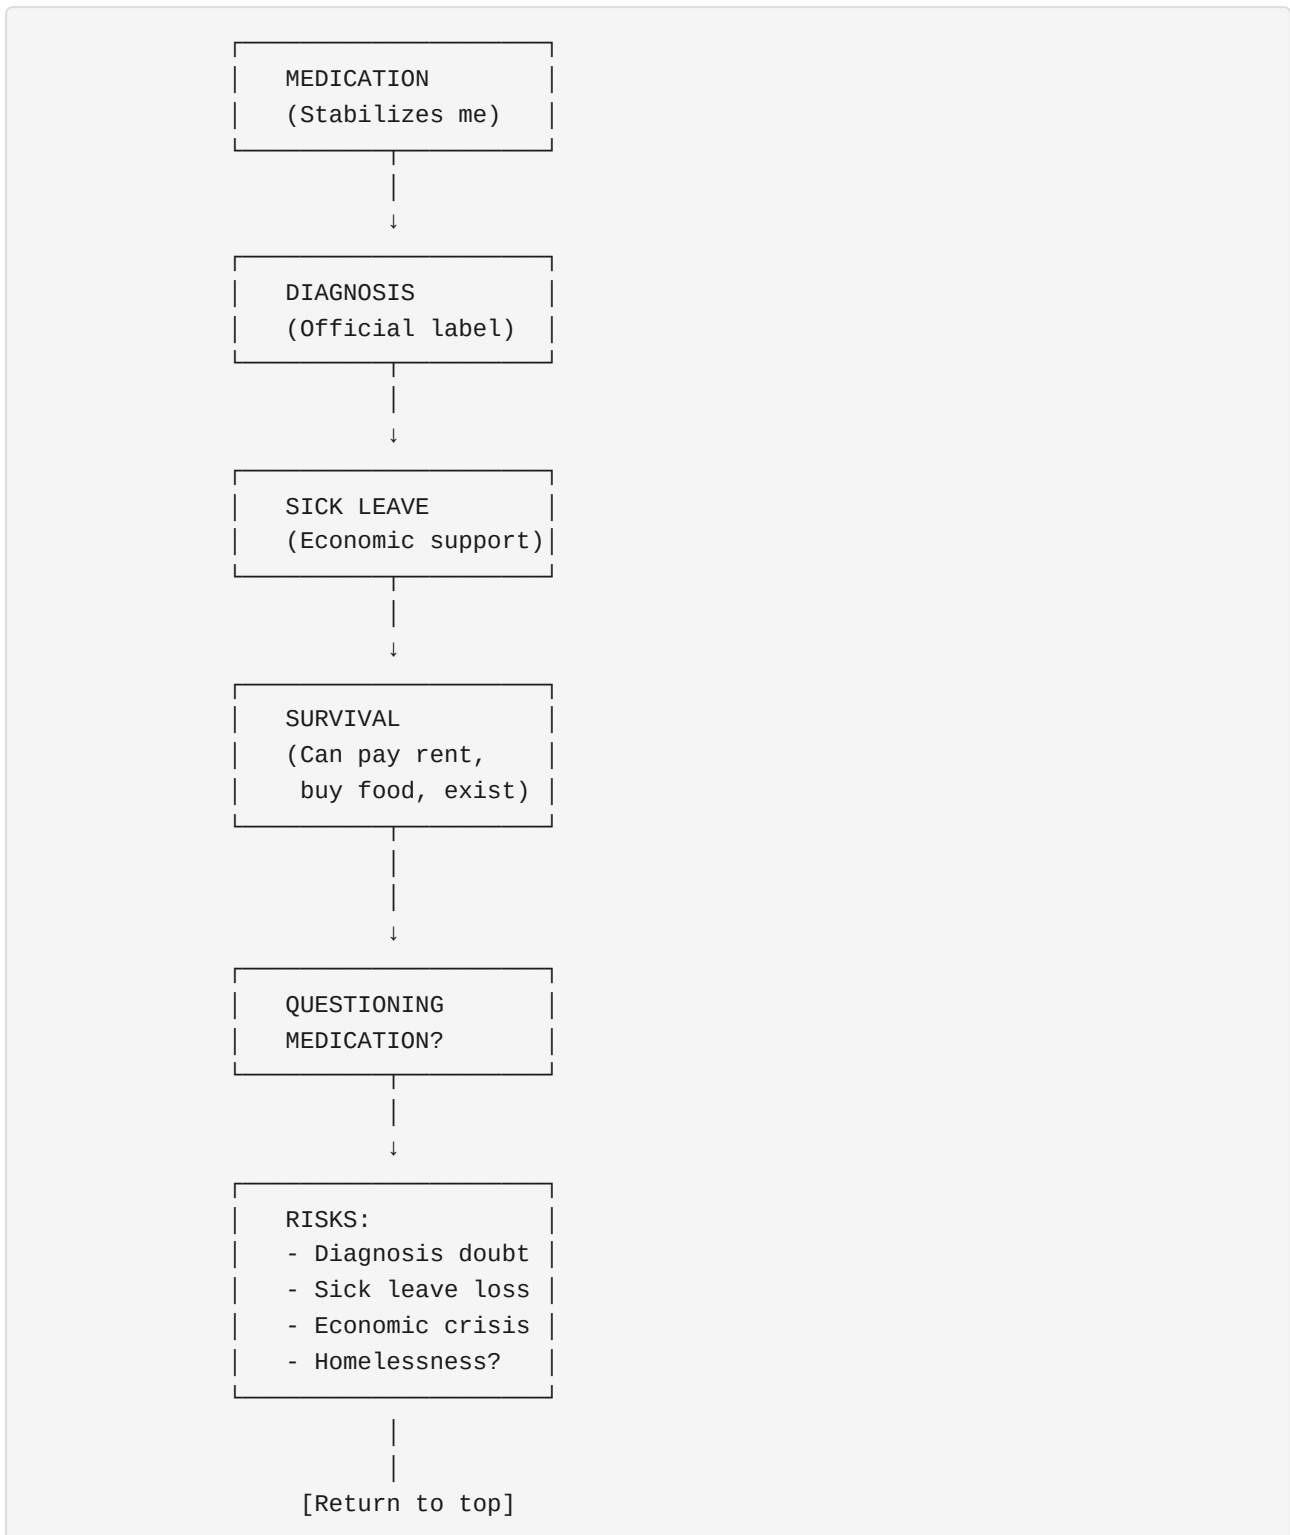 MEDICATION
(Stabilizes me)
↓
DIAGNOSIS
(Official label)
↓
SICK LEAVE
(Economic support)
↓
SURVIVAL
(Can pay rent,
buy food, exist)
↓
QUESTIONING
MEDICATION?
↓
RISKS:
- Diagnosis doubt
- Sick leave loss
- Economic crisis
- Homelessness?
[Return to top]